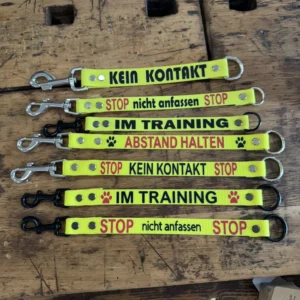 KEIN KONTAKT
STOP nicht anfassen STOP
IM TRAINING
ABSTAND HALTEN
STOP KEIN KONTAKT STOP
IM TRAINING
STOP nicht anfassen STOP